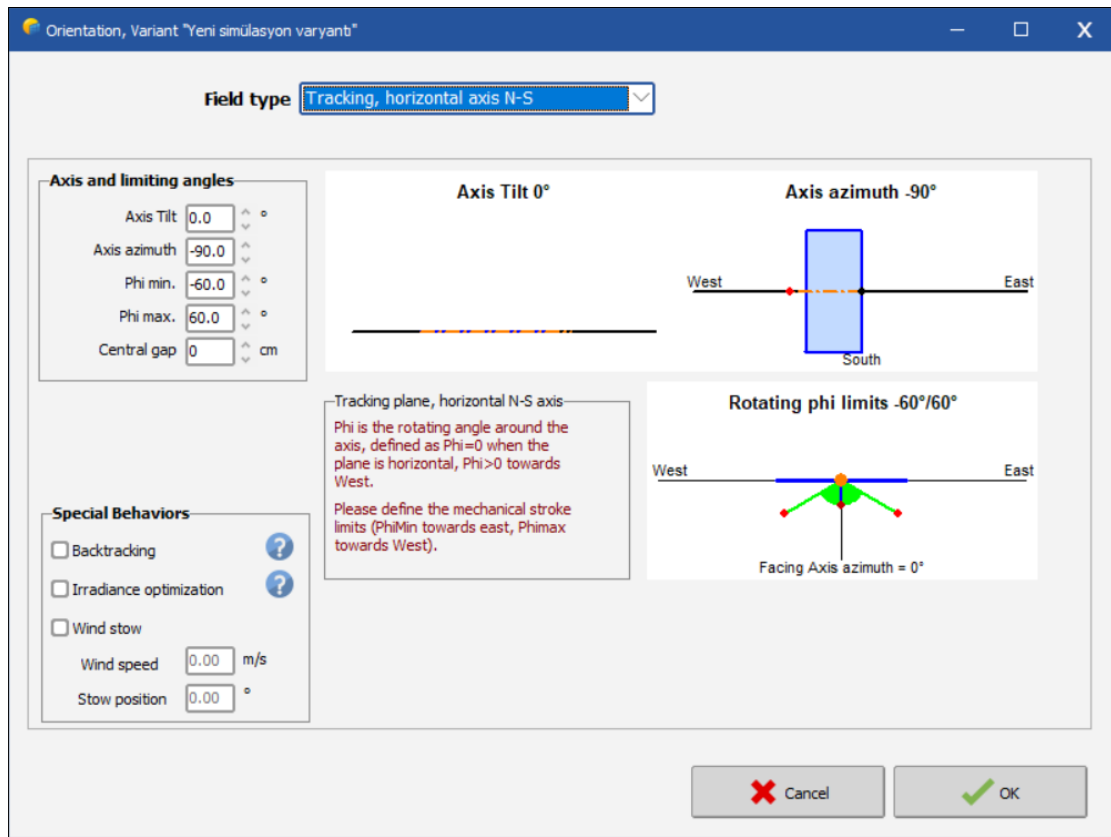 Orientation, Variant "Yeni simülasyon varyantı"
Field type
Tracking, horizontal axis N-S
Axis and limiting angles
Axis Tilt 0.0 °
Axis azimuth -90.0
Phi min. -60.0 °
Phi max. 60.0 °
Central gap 0 cm
Axis Tilt 0°
Axis azimuth -90°
West
East
South
Tracking plane, horizontal N-S axis
Phi is the rotating angle around the
axis, defined as Phi=0 when the
plane is horizontal, Phi>0 towards
West.
Please define the mechanical stroke
limits (PhiMin towards east, Phimax
towards West).
Rotating phi limits -60°/60°
West
East
Facing Axis azimuth = 0°
Special Behaviors
Backtracking ?
Irradiance optimization ?
Wind stow
Wind speed 0.00 m/s
Stow position 0.00 °
Cancel
OK